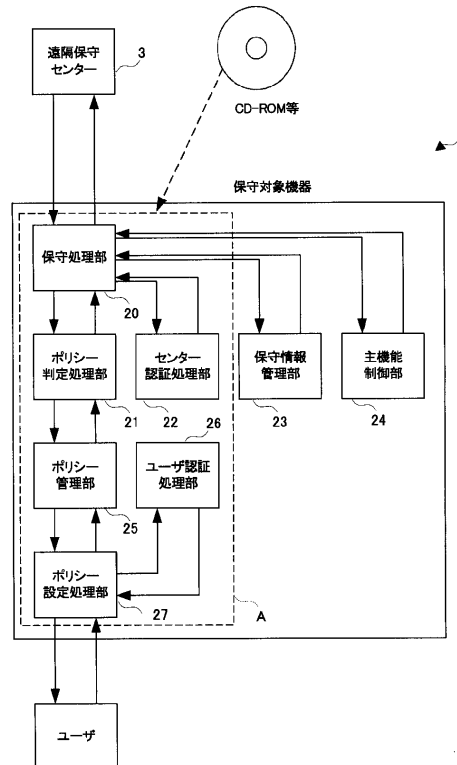 遠隔保守
センター
3
CD-ROM等
保守対象機器
保守処理部
20
ポリシー
判定処理部
21
センター
認証処理部
22
保守情報
管理部
23
主機能
制御部
24
ポリシー
管理部
25
26
ユーザ認証
処理部
ポリシー
設定処理部
27
A
ユーザ